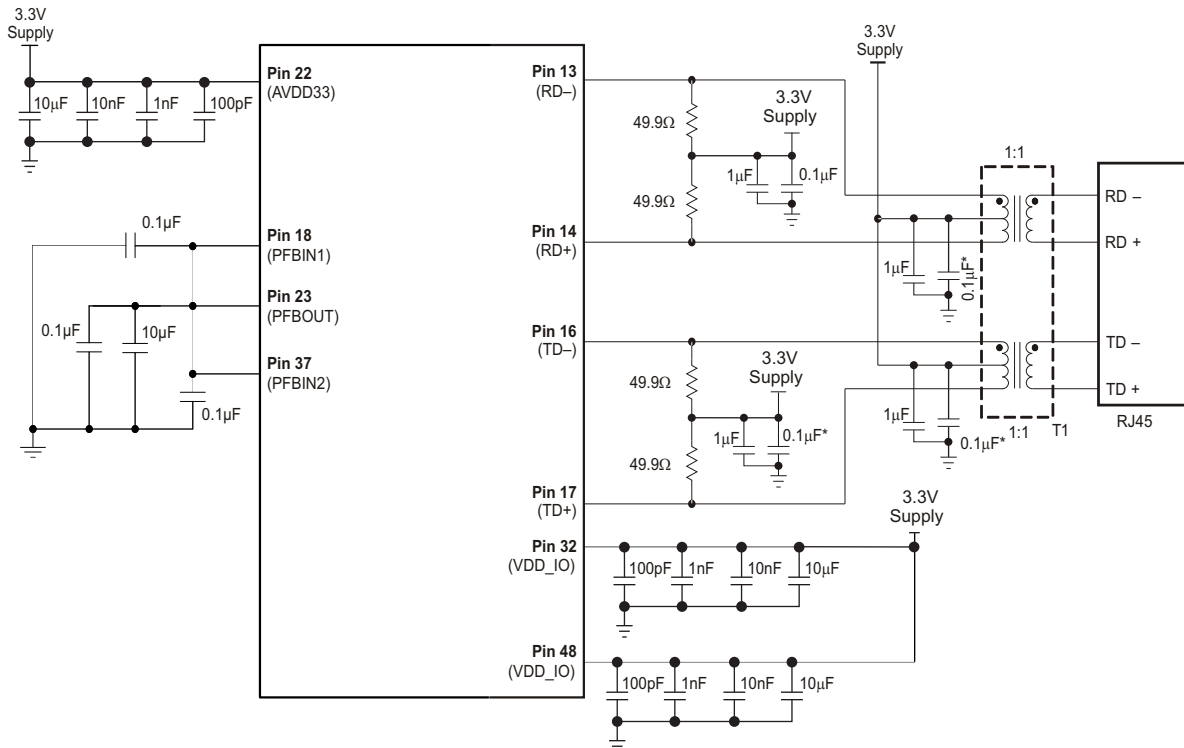 3.3V
Supply
10µF
10nF
1nF
100pF
Pin 22
(AVDD33)
0.1µF
Pin 18
(PFBIN1)
Pin 23
(PFBOUT)
0.1µF
10µF
Pin 37
(PFBIN2)
0.1µF
Pin 13
(RD–)
49.9Ω
3.3V
Supply
1µF
0.1µF
49.9Ω
Pin 14
(RD+)
Pin 16
(TD–)
49.9Ω
3.3V
Supply
1µF
0.1µF*
49.9Ω
Pin 17
(TD+)
3.3V
Supply
1:1
1µF
0.1µF*
1µF
0.1µF*
1:1
T1
RD –
RD +
TD –
TD +
RJ45
3.3V
Supply
Pin 32
(VDD_IO)
100pF
1nF
10nF
10µF
Pin 48
(VDD_IO)
100pF
1nF
10nF
10µF